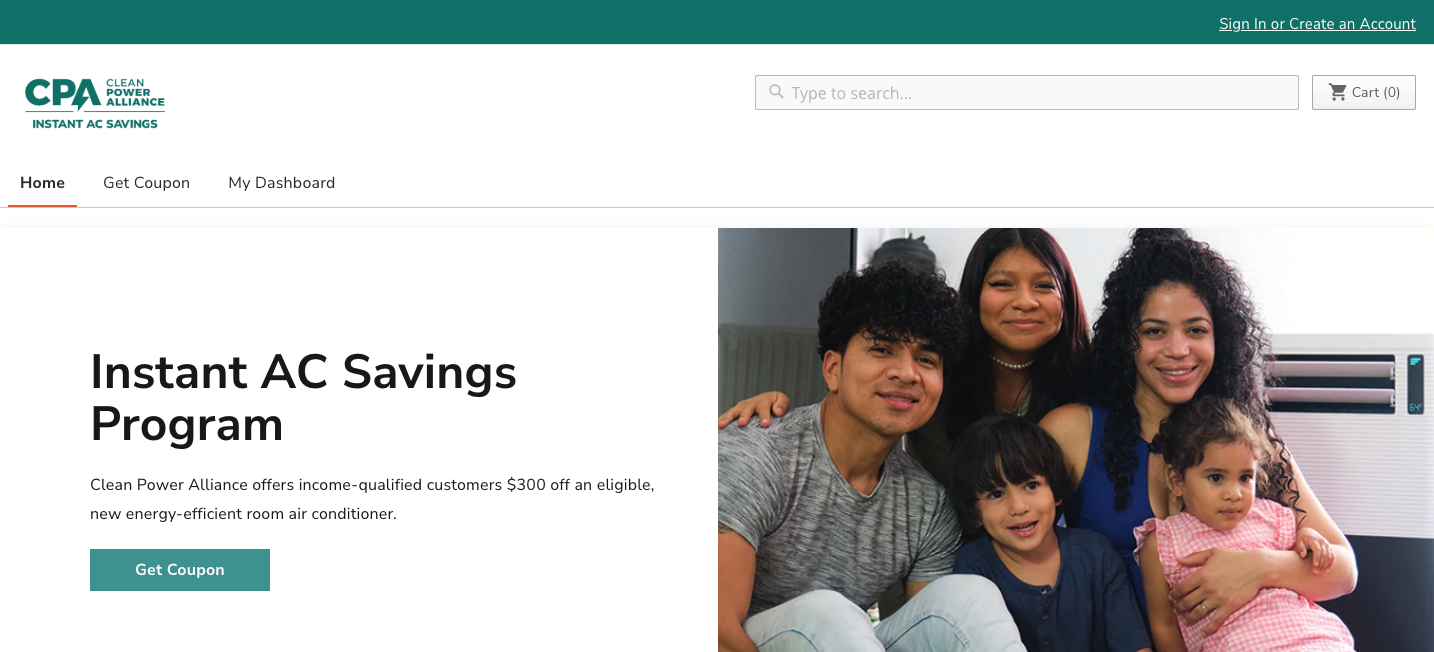 Sign In or Create an Account
CPA CLEAN
POWER
ALLIANCE
INSTANT AC SAVINGS
Type to search...
Cart (0)
Home
Get Coupon
My Dashboard
Instant AC Savings
Program
Clean Power Alliance offers income-qualified customers $300 off an eligible,
new energy-efficient room air conditioner.
Get Coupon
64°